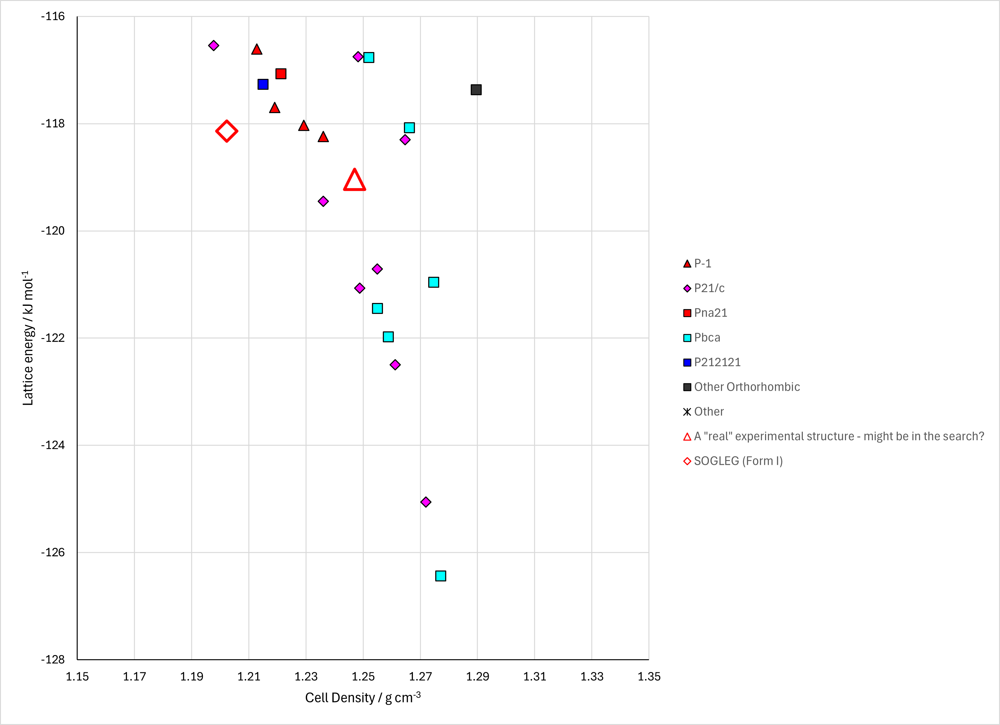 -116
-118
-120
-122
-124
-126
-128
Lattice energy / kJ mol-1
1.15 1.17 1.19 1.21 1.23 1.25 1.27 1.29 1.31 1.33 1.35
Cell Density / g cm-3
P-1
P21/c
Pna21
Pbca
P212121
Other Orthorhombic
Other
A "real" experimental structure - might be in the search?
SOGLEG (Form I)